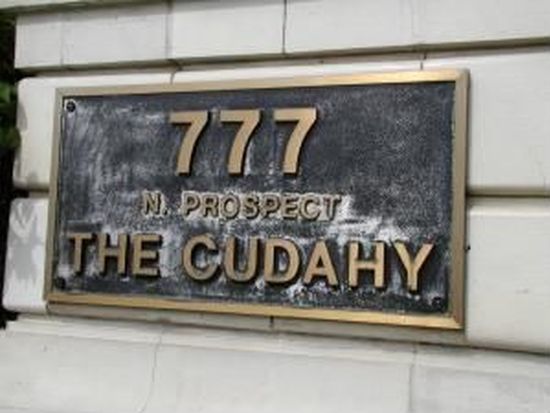 777
N. PROSPECT
THE CUDAHY